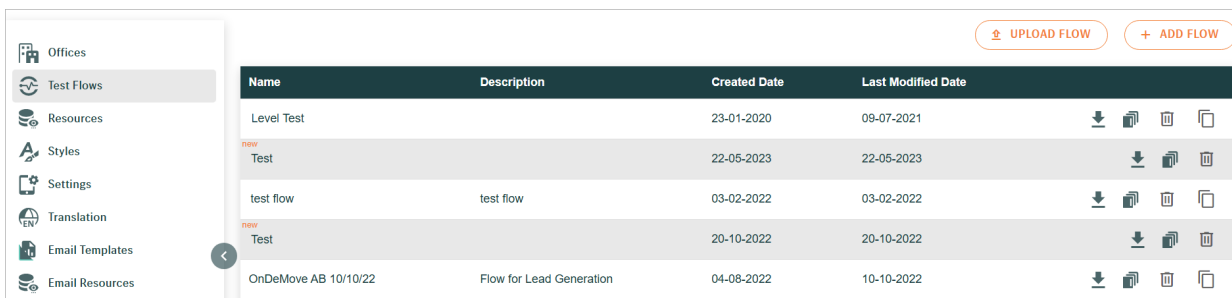 UPLOAD FLOW
+ ADD FLOW
Offices
Test Flows
Resources
Styles
Settings
EN
Translation
Email Templates
Email Resources
Name Description Created Date Last Modified Date
Level Test 23-01-2020 09-07-2021
new
Test 22-05-2023 22-05-2023
test flow test flow 03-02-2022 03-02-2022
new
Test 20-10-2022 20-10-2022
OnDeMove AB 10/10/22 Flow for Lead Generation 04-08-2022 10-10-2022